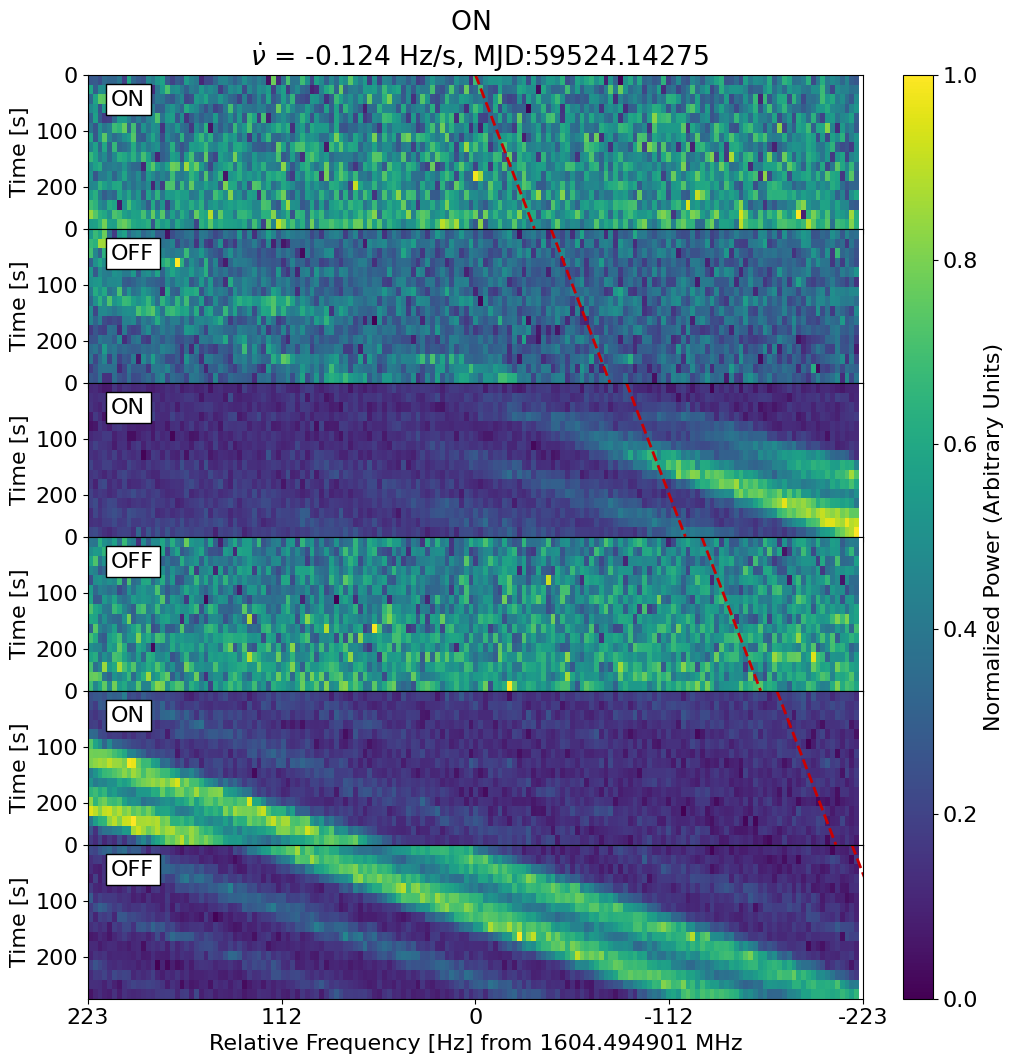 ON
ν̇ = -0.124 Hz/s, MJD:59524.14275
0
ON
100
200
Time [s]
0
OFF
100
200
Time [s]
0
ON
100
200
Time [s]
0
OFF
100
200
Time [s]
0
ON
100
200
Time [s]
0
OFF
100
200
Time [s]
223 112 0 -112 -223
Relative Frequency [Hz] from 1604.494901 MHz
1.0
0.8
0.6
0.4
0.2
0.0
Normalized Power (Arbitrary Units)